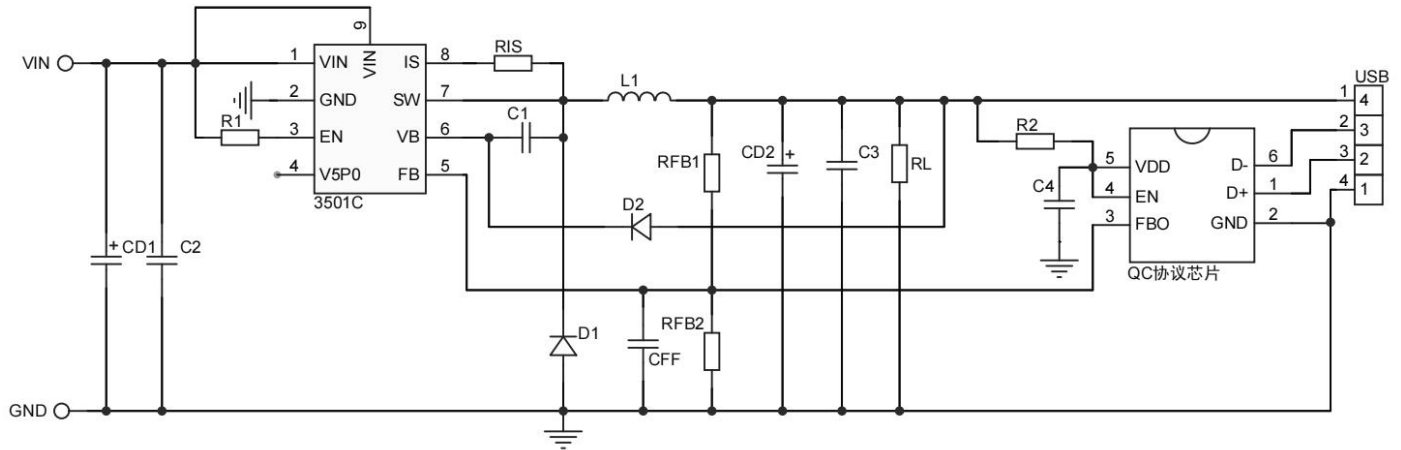 9
VIN
1
VIN
VIN
IS
8
RIS
2
GND
SW
7
L1
R1
3
EN
VB
6
C1
4
V5P0
FB
5
3501C
RFB1
CD2
+
C3
RL
R2
USB
1
4
2
3
3
2
4
1
5
VDD
D-
6
4
EN
D+
1
3
FBO
GND
2
C4
QC协议芯片
D2
+
CD1
C2
D1
CFF
RFB2
GND